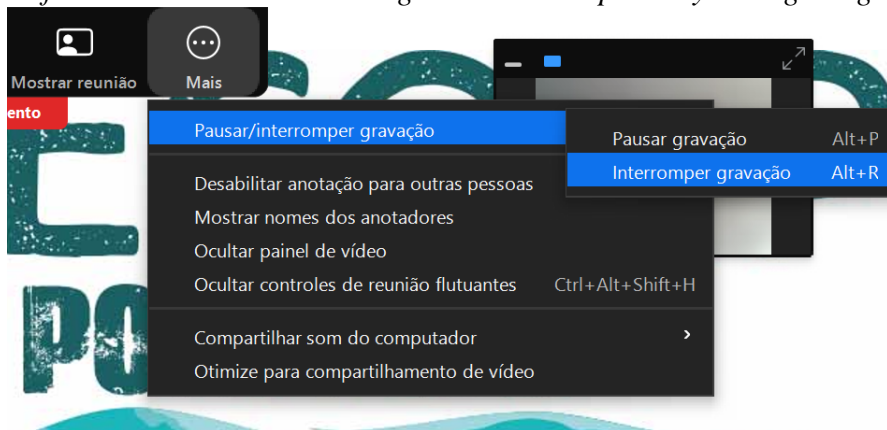 Mostrar reunião
Mais
ento
Pausar/interromper gravação
Pausar gravação Alt+P
Interromper gravação Alt+R
Desabilitar anotação para outras pessoas
Mostrar nomes dos anotadores
Ocultar painel de vídeo
Ocultar controles de reunião flutuantes Ctrl+Alt+Shift+H
Compartilhar som do computador
Otimize para compartilhamento de vídeo
PO